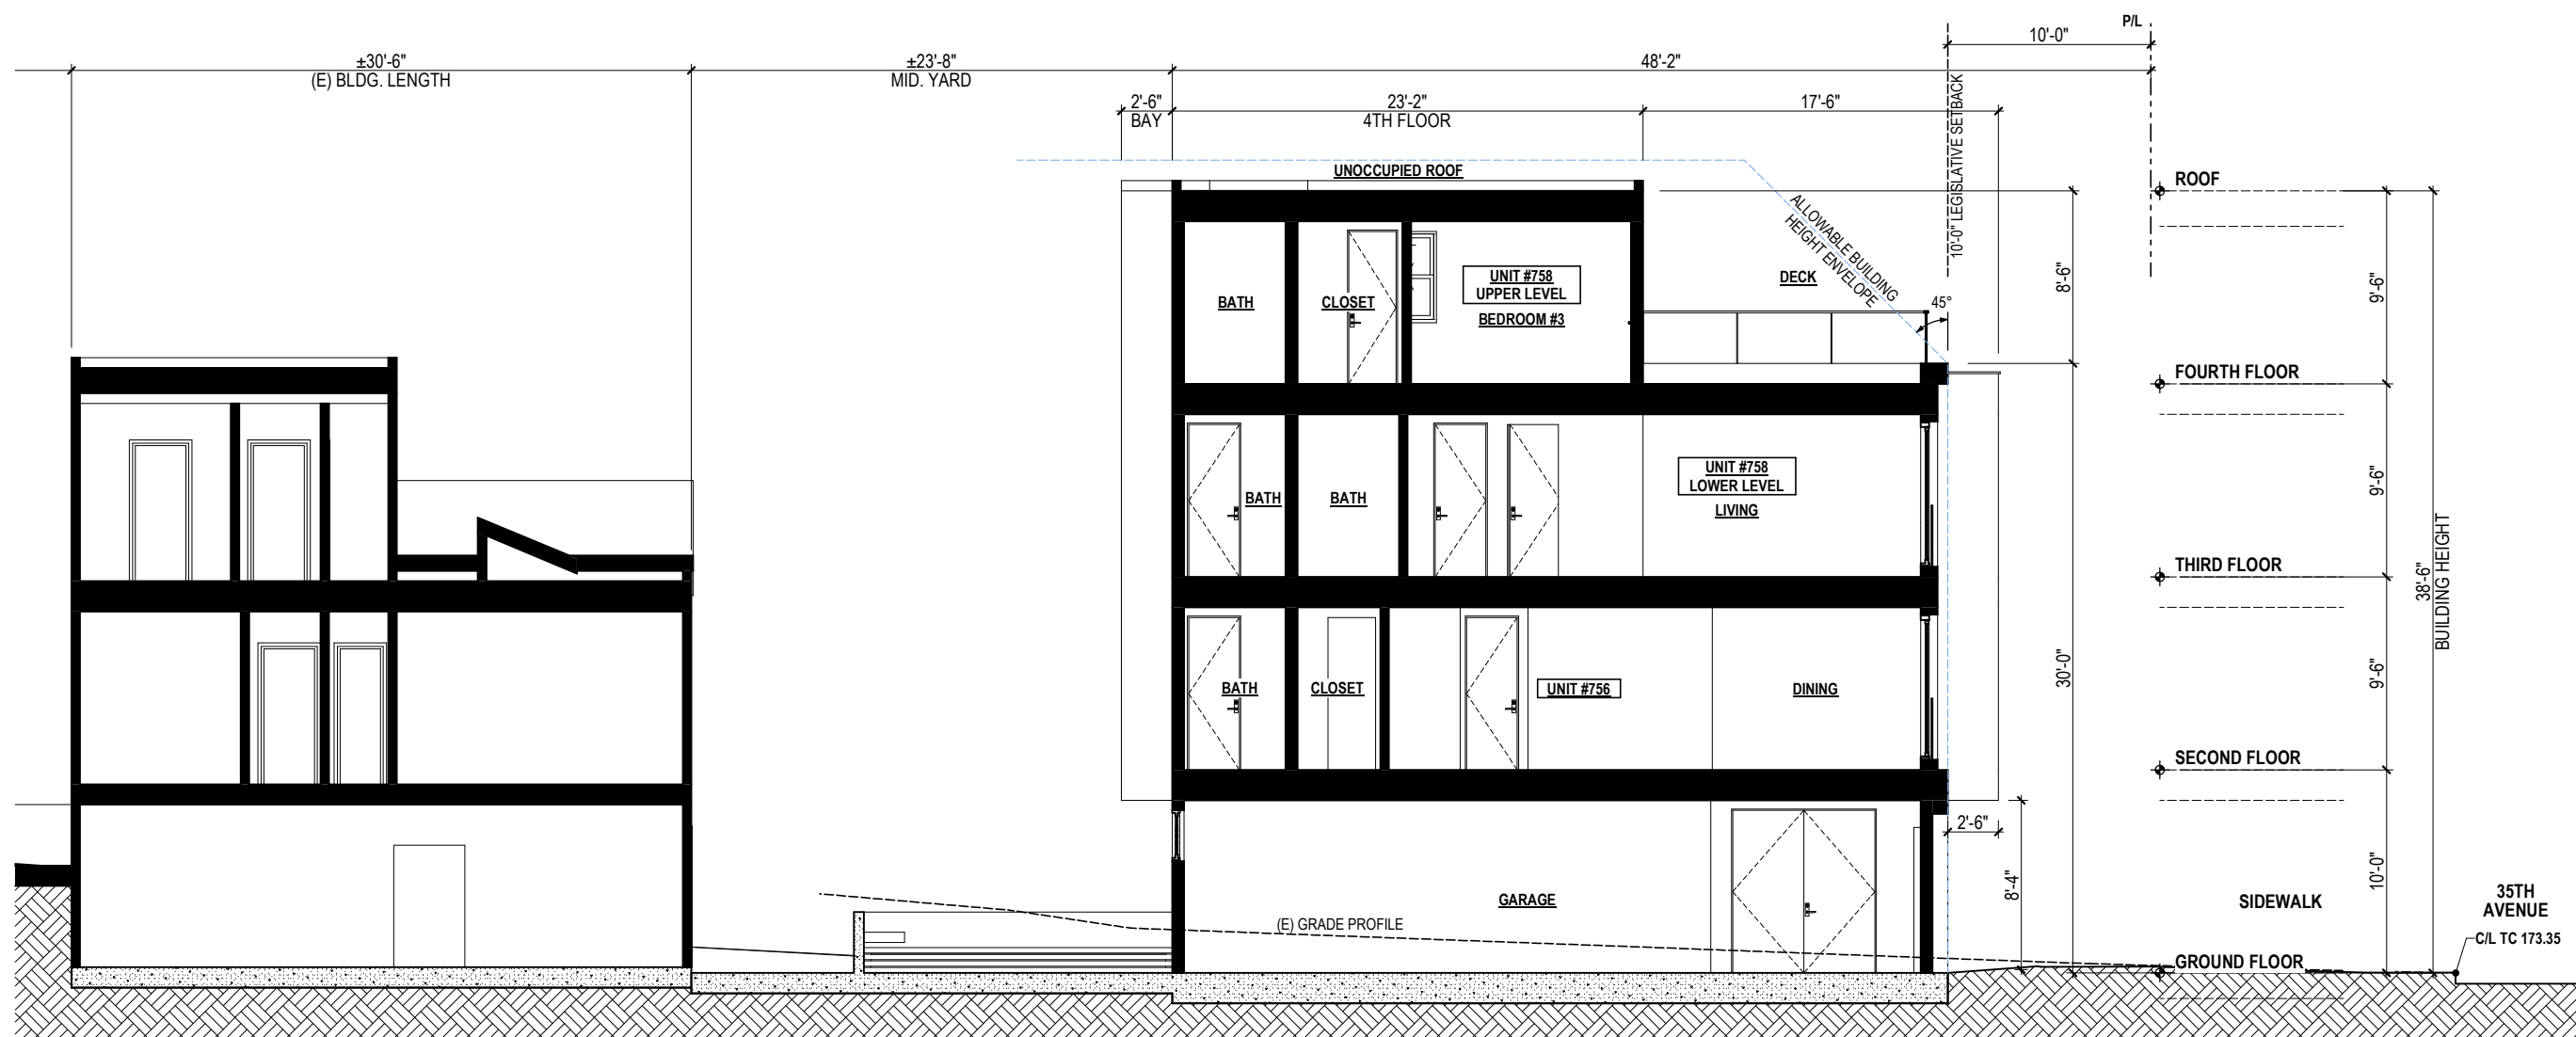 P/L
10'-0"
±30'-6"
(E) BLDG. LENGTH
±23'-8"
MID. YARD
48'-2"
2'-6"
BAY
23'-2"
4TH FLOOR
17'-6"
10'-0" LEGISLATIVE SETBACK
UNOCCUPIED ROOF
ROOF
ALLOWABLE BUILDING
HEIGHT ENVELOPE
45°
DECK
8'-6"
9'-6"
BATH
CLOSET
UNIT #758
UPPER LEVEL
BEDROOM #3
FOURTH FLOOR
9'-6"
BATH
BATH
UNIT #758
LOWER LEVEL
LIVING
THIRD FLOOR
38'-6"
BUILDING HEIGHT
30'-0"
9'-6"
BATH
CLOSET
UNIT #756
DINING
SECOND FLOOR
2'-6"
8'-4"
10'-0"
GARAGE
(E) GRADE PROFILE
SIDEWALK
35TH
AVENUE
C/L TC 173.35
GROUND FLOOR